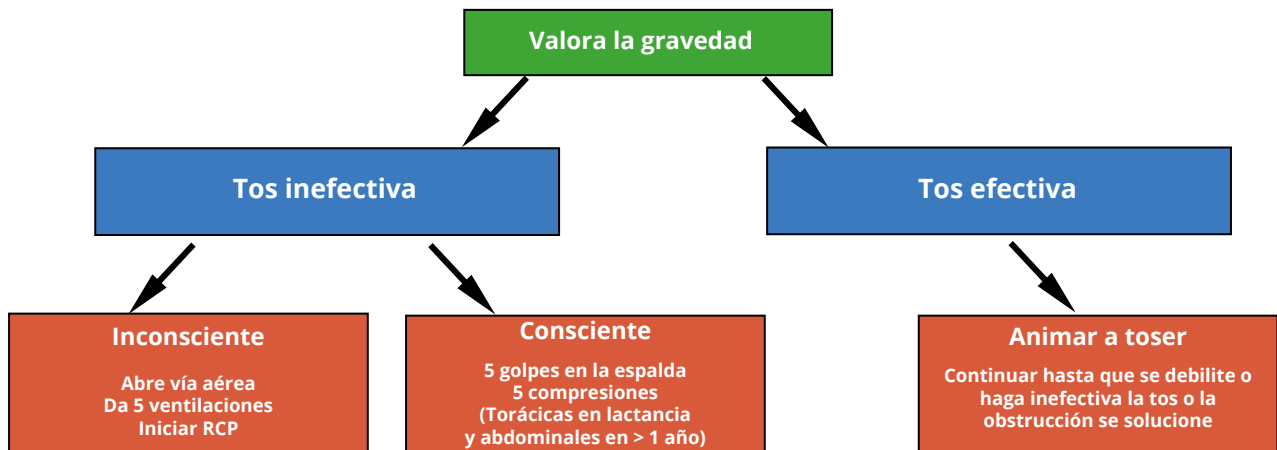 Valora la gravedad
Tos inefectiva
Tos efectiva
Inconsciente
Abre vía aérea
Da 5 ventilaciones
Iniciar RCP
Consciente
5 golpes en la espalda
5 compresiones
(Torácicas en lactancia
y abdominales en > 1 año)
Animar a toser
Continuar hasta que se debilite o
haga inefectiva la tos o la
obstrucción se solucione